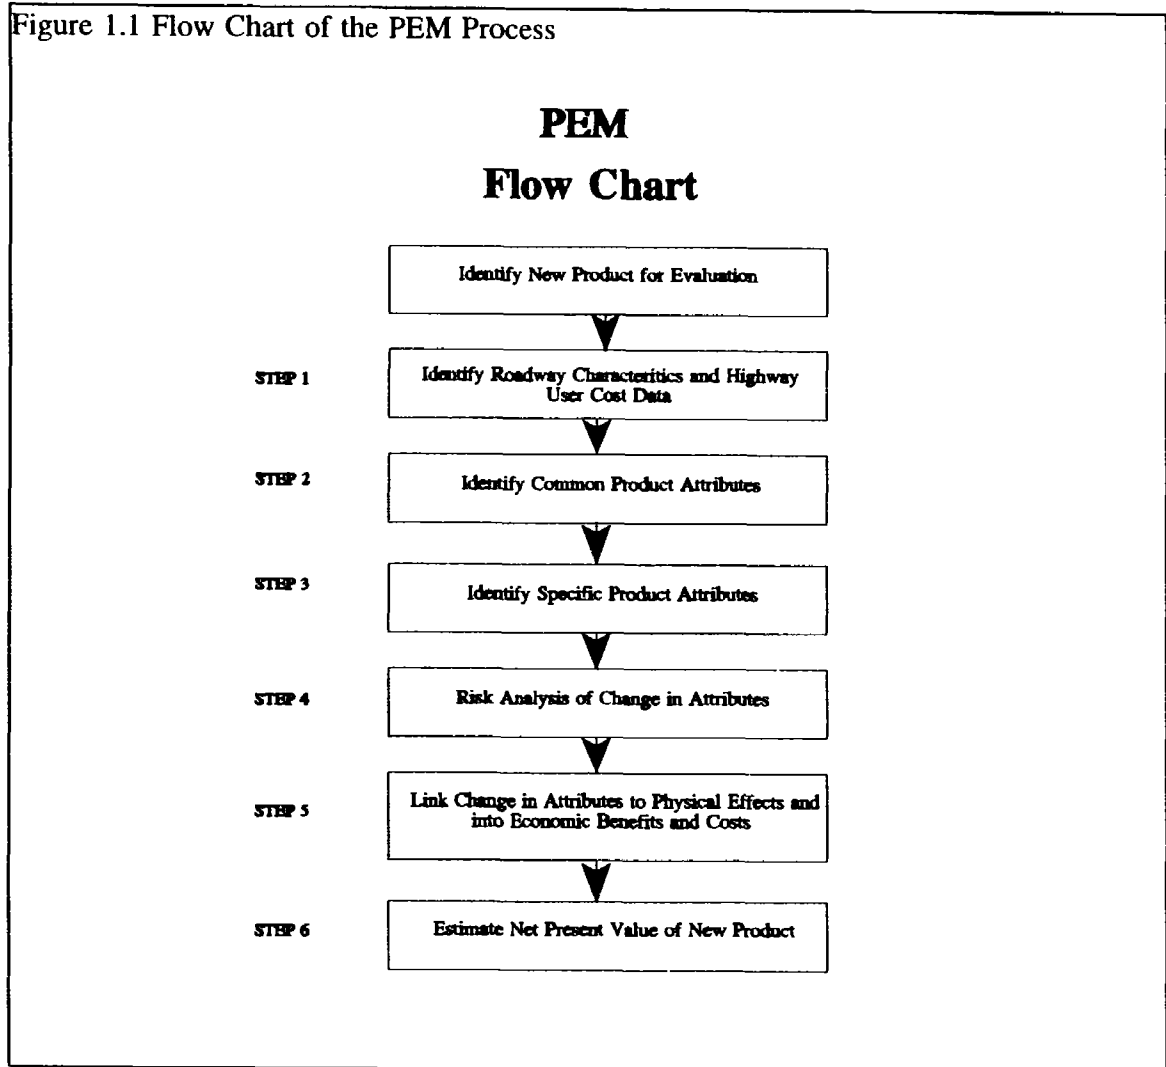 Figure 1.1 Flow Chart of the PEM Process
PEM
Flow Chart
Identify New Product for Evaluation
STEP 1
Identify Roadway Characteritics and Highway
User Cost Data
STEP 2
Identify Common Product Attributes
STEP 3
Identify Specific Product Attributes
STEP 4
Risk Analysis of Change in Attributes
STEP 5
Link Change in Attributes to Physical Effects and
into Economic Benefits and Costs
STEP 6
Estimate Net Present Value of New Product